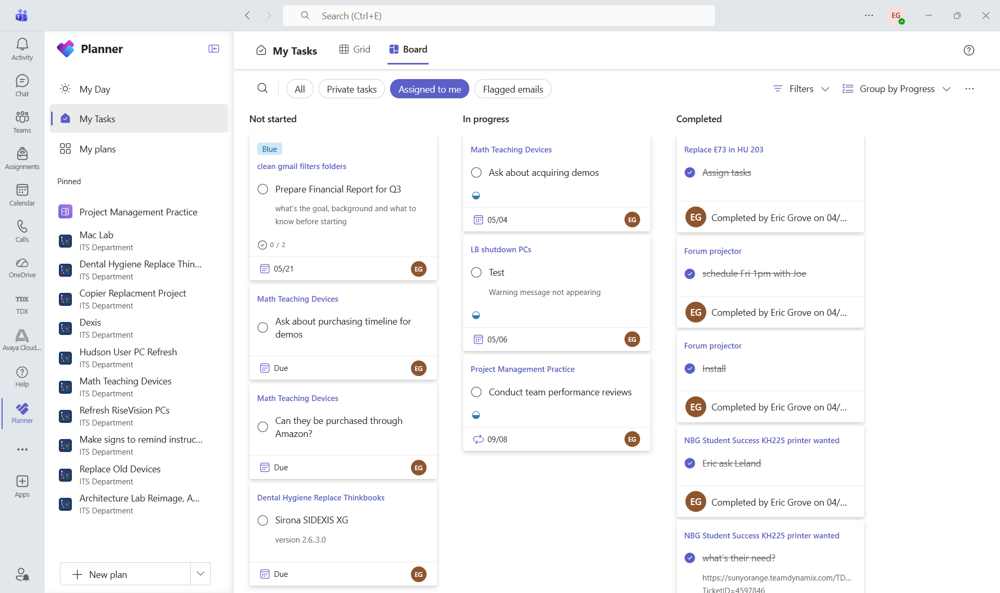 Search (Ctrl+E)
EG
Activity
Chat
Teams
Assignments
Calendar
Calls
OneDrive
TDX
TDX
Avaya Cloud...
Help
Planner
Apps
Planner
My Day
My Tasks
My plans
Pinned
Project Management Practice
Mac Lab
ITS Department
Dental Hygiene Replace Thin...
ITS Department
Copier Replacment Project
ITS Department
Dexis
ITS Department
Hudson User PC Refresh
ITS Department
Math Teaching Devices
ITS Department
Refresh RiseVision PCs
ITS Department
Make signs to remind instruc...
ITS Department
Replace Old Devices
ITS Department
Architecture Lab Reimage, A...
ITS Department
New plan
My Tasks
Grid
Board
All
Private tasks
Assigned to me
Flagged emails
Filters
Group by Progress
Not started
Blue
clean gmail filters folders
Prepare Financial Report for Q3
what's the goal, background and what to
know before starting
0 / 2
05/21
EG
Math Teaching Devices
Ask about purchasing timeline for
demos
Due
EG
Math Teaching Devices
Can they be purchased through
Amazon?
Due
EG
Dental Hygiene Replace Thinkbooks
Sirona SIDEXIS XG
version 2.6..3.0
Due
EG
In progress
Math Teaching Devices
Ask about acquiring demos
05/04
EG
LB shutdown PCs
Test
Warning message not appearing
05/06
EG
Project Management Practice
Conduct team performance reviews
09/08
EG
Completed
Replace E73 in HU 203
Assign tasks
EG
Completed by Eric Grove on 04/...
Forum projector
schedule Fri 1pm with Joe
EG
Completed by Eric Grove on 04/...
Forum projector
Install
EG
Completed by Eric Grove on 04/...
NBG Student Success KH225 printer wanted
Eric ask Leland
EG
Completed by Eric Grove on 04/...
NBG Student Success KH225 printer wanted
what's their need?
https://sunyorange.teamdynamix.com/TD...
TicketID=4597846